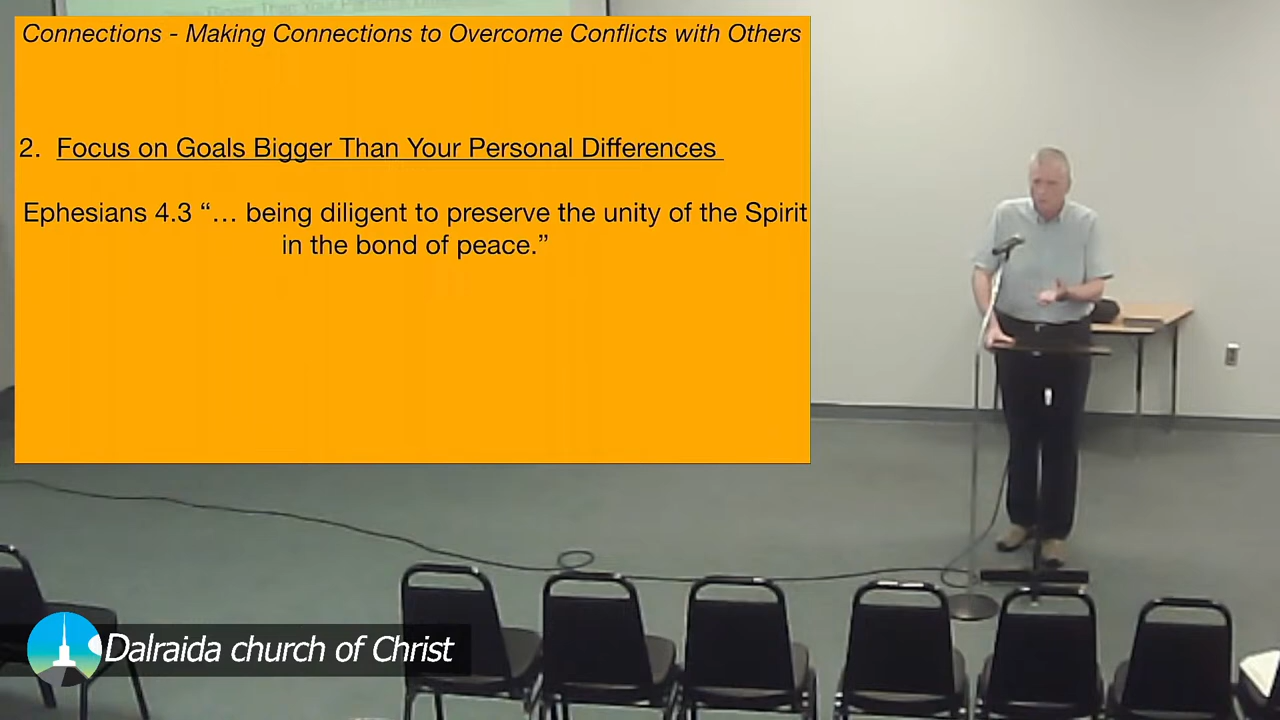 Connections - Making Connections to Overcome Conflicts with Others
2. Focus on Goals Bigger Than Your Personal Differences
Ephesians 4.3 “… being diligent to preserve the unity of the Spirit
in the bond of peace.”
Dalraida church of Christ